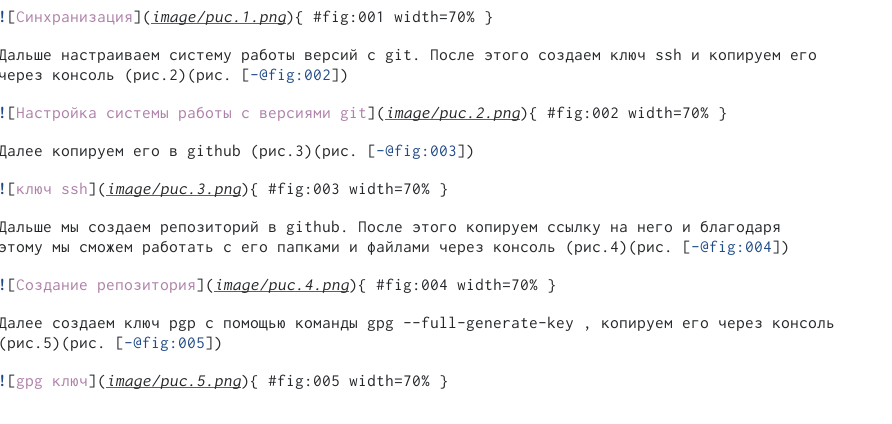 ![Синхранизация](image/рис.1.png){ #fig:001 width=70% }
Дальше настраиваем систему работы версий с git. После этого создаем ключ ssh и копируем его
через консоль (рис.2)(рис. [-@fig:002])
![Настройка системы работы с версиями git](image/рис.2.png){ #fig:002 width=70% }
Далее копируем его в github (рис.3)(рис. [-@fig:003])
![ключ ssh](image/рис.3.png){ #fig:003 width=70% }
Дальше мы создаем репозиторий в github. После этого копируем ссылку на него и благодаря
этому мы сможем работать с его папками и файлами через консоль (рис.4)(рис. [-@fig:004])
![Создание репозитория](image/рис.4.png){ #fig:004 width=70% }
Далее создаем ключ pgp с помощью команды gpg --full-generate-key , копируем его через консоль
(рис.5)(рис. [-@fig:005])
![gpg ключ](image/рис.5.png){ #fig:005 width=70% }